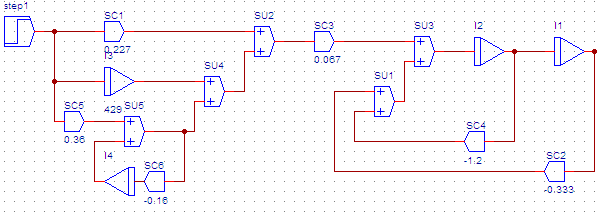 step1
SC1
0.227
SU2
SC3
0.067
SU3
I2
I1
I3
SU4
SU1
SC5
0.36
429
SU5
SC4
-1.2
I4
SC6
-0.16
SC2
-0.333